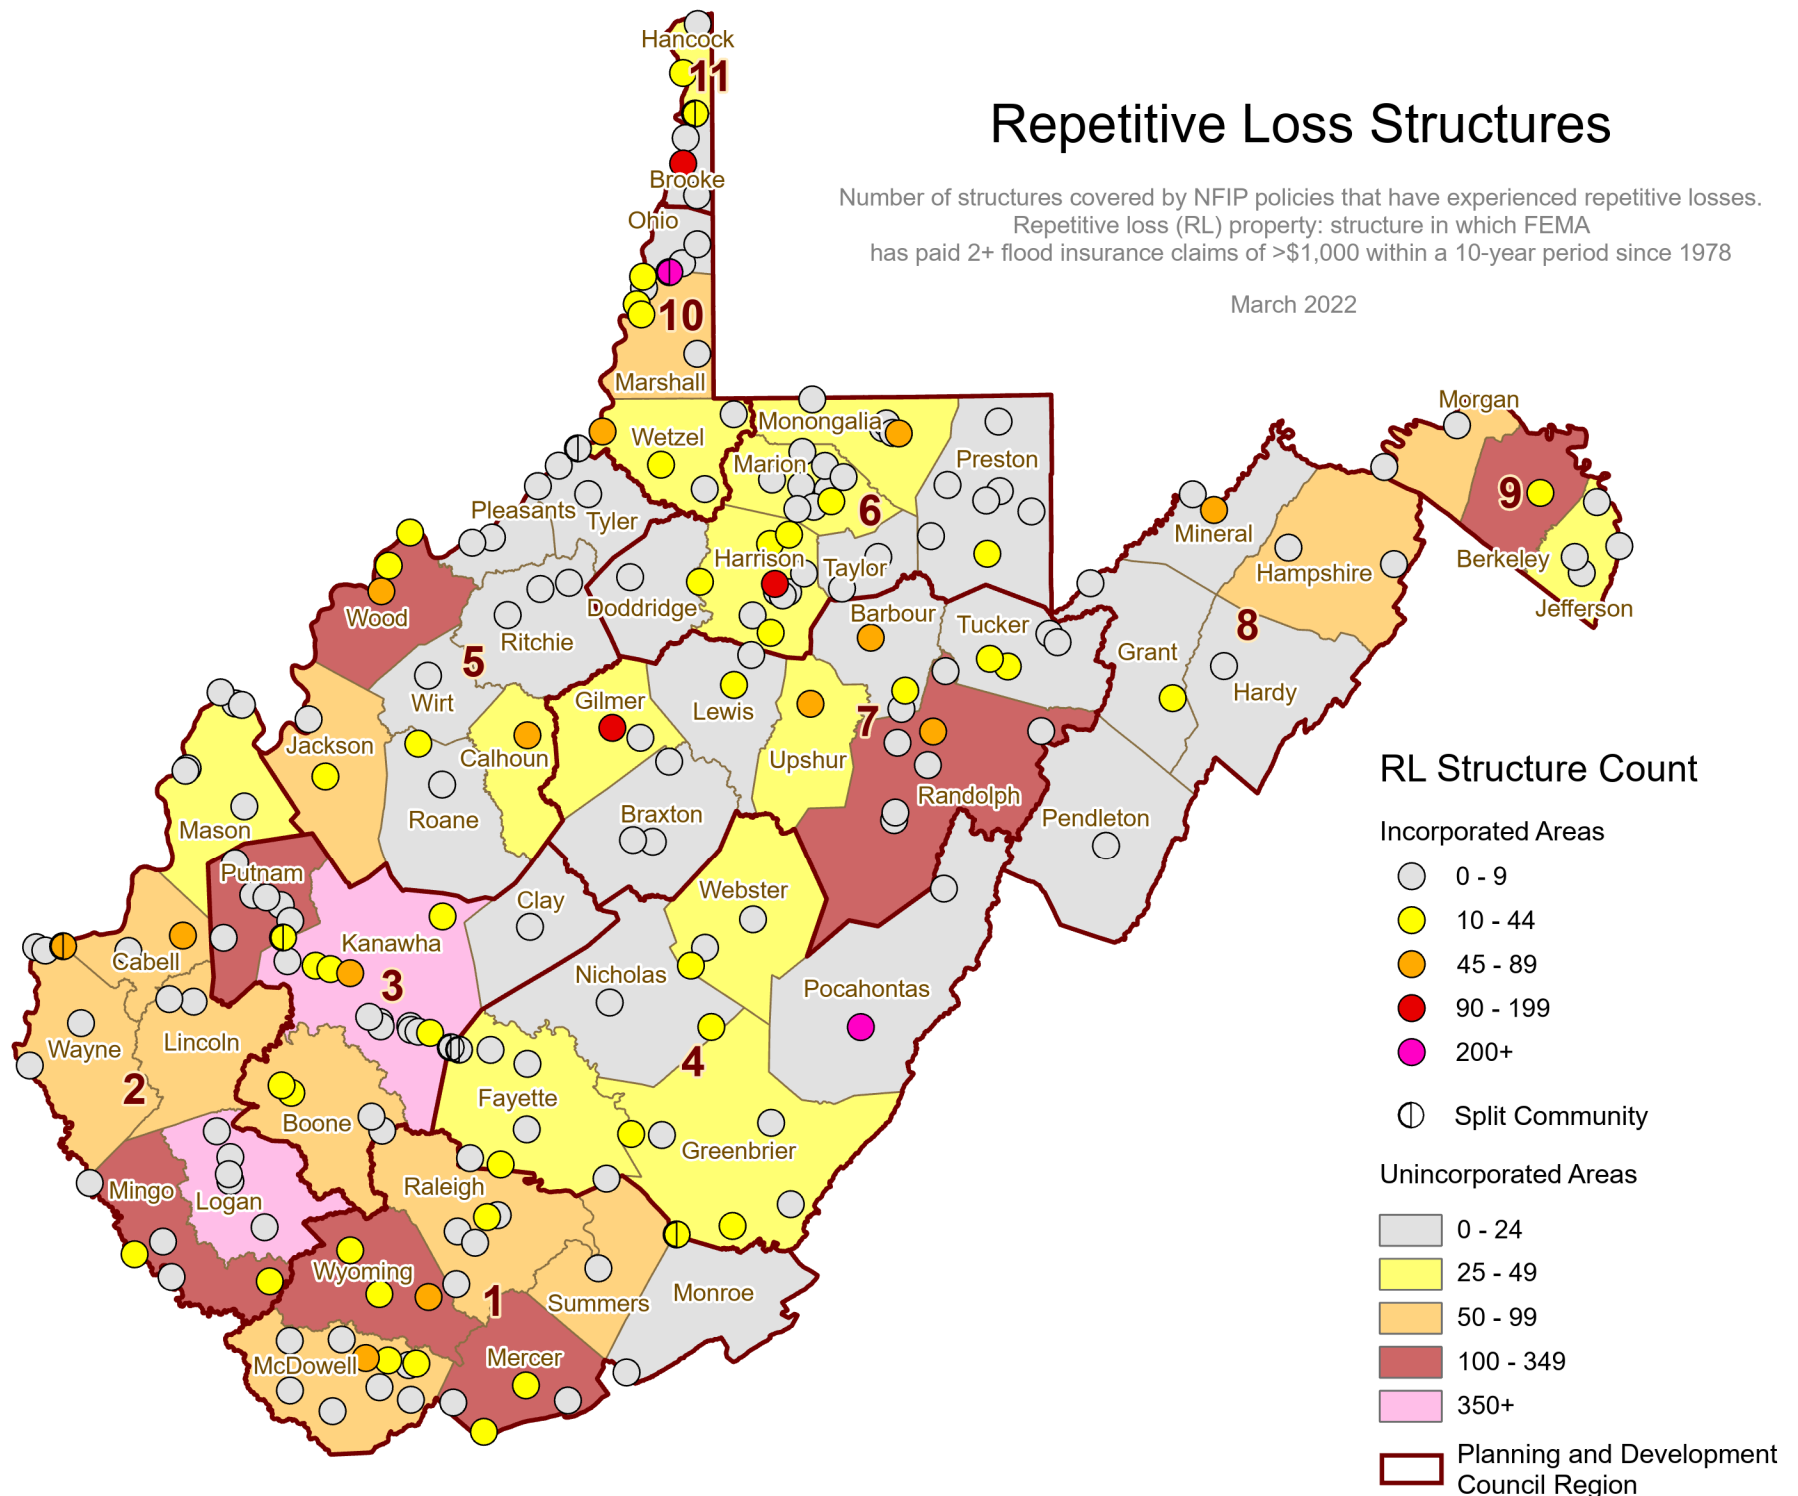 Repetitive Loss Structures
Number of structures covered by NFIP policies that have experienced repetitive losses.
Repetitive loss (RL) property: structure in which FEMA
has paid 2+ flood insurance claims of >$1,000 within a 10-year period since 1978
March 2022
Hancock
11
Brooke
Ohio
10
Marshall
Wetzel
Monongalia
Marion
Preston
6
Pleasants
Tyler
Harrison
Taylor
Doddridge
Wood
Ritchie
5
Wirt
Barbour
Tucker
Grant
Mineral
Hampshire
8
Hardy
Morgan
9
Berkeley
Jefferson
Gilmer
Lewis
7
Upshur
Randolph
Pendleton
Jackson
Calhoun
Roane
Braxton
Mason
Putnam
Webster
Clay
Kanawha
3
Cabell
Nicholas
Pocahontas
Wayne
Lincoln
2
4
Fayette
Boone
Greenbrier
Mingo
Logan
Raleigh
Wyoming
1
Summers
Monroe
McDowell
Mercer
RL Structure Count
Incorporated Areas
0 - 9
10 - 44
45 - 89
90 - 199
200+
Split Community
Unincorporated Areas
0 - 24
25 - 49
50 - 99
100 - 349
350+
Planning and Development
Council Region